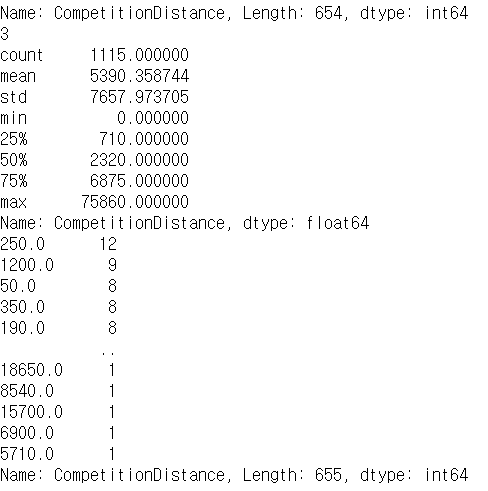 Name: CompetitionDistance, Length: 654, dtype: int64
3
count 1115.000000
mean 5390.358744
std 7657.973705
min 0.000000
25% 710.000000
50% 2320.000000
75% 6875.000000
max 75860.000000
Name: CompetitionDistance, dtype: float64
250.0 12
1200.0 9
50.0 8
350.0 8
190.0 8
..
18650.0 1
8540.0 1
15700.0 1
6900.0 1
5710.0 1
Name: CompetitionDistance, Length: 655, dtype: int64